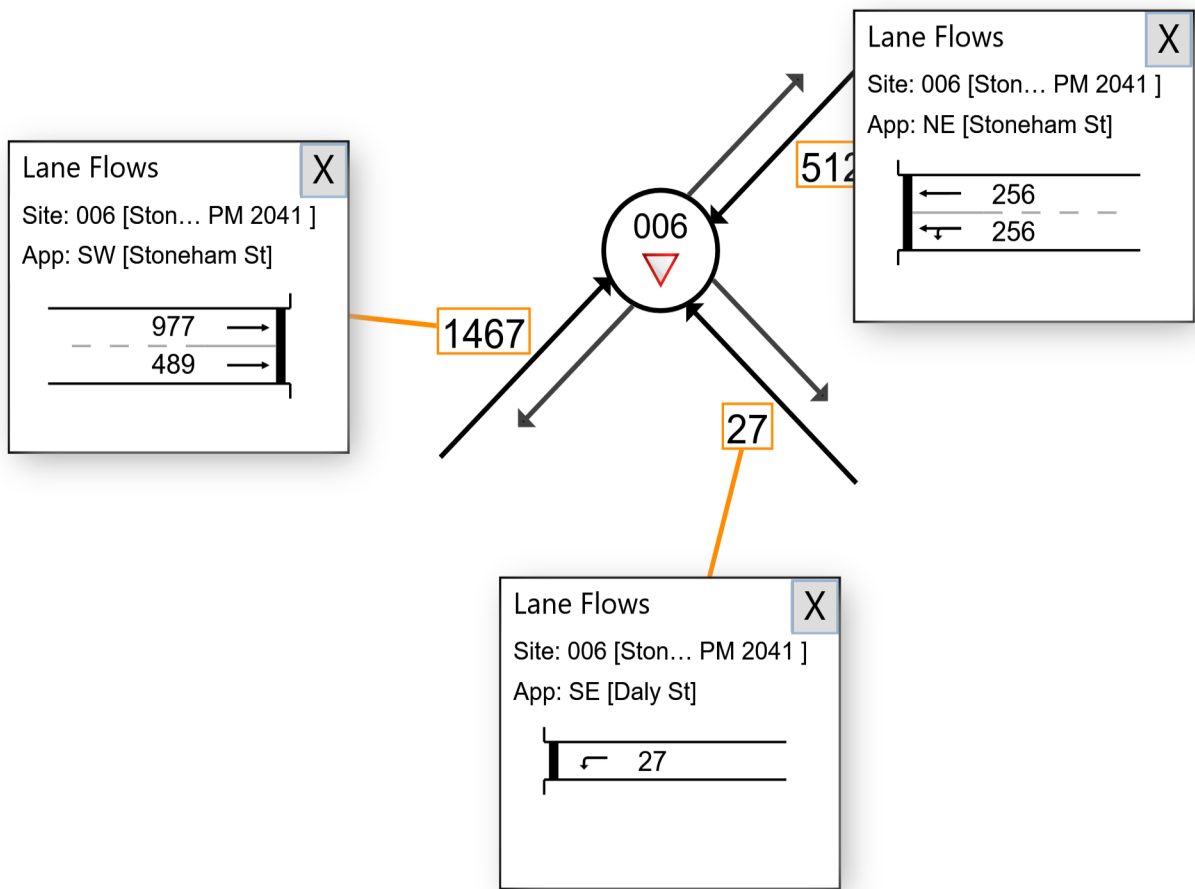 Lane Flows
X
Site: 006 [Ston... PM 2041 ]
App: NE [Stoneham St]
256
256
512
006
Lane Flows
X
Site: 006 [Ston... PM 2041 ]
App: SW [Stoneham St]
977
489
1467
27
Lane Flows
X
Site: 006 [Ston... PM 2041 ]
App: SE [Daly St]
27